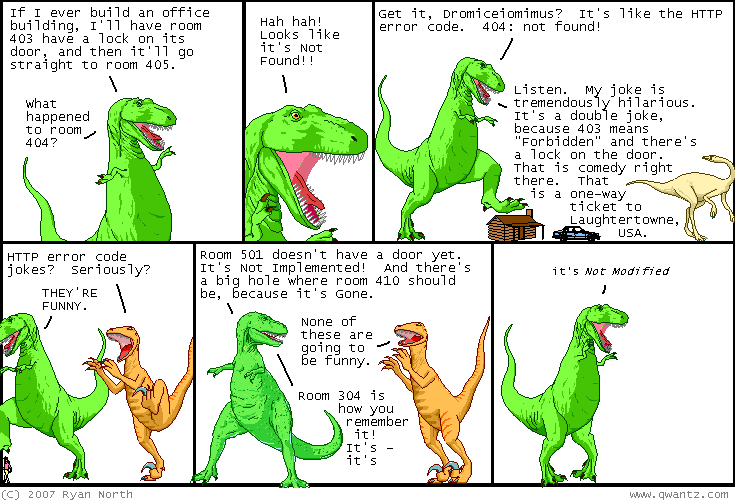 If I ever build an office
building, I'll have room
403 have a lock on its
door, and then it'll go
straight to room 405.
What
happened
to room
404?
Hah hah!
Looks like
it's Not
Found!!
Get it, Dromiceiomimus?  It's like the HTTP
error code.  404: not found!
Listen.  My joke is
tremendously hilarious.
It's a double joke,
because 403 means
"Forbidden" and there's
a lock on the door.
That is comedy right
there.  That
is a one-way
ticket to
Laughtertowne,
USA.
HTTP error code
jokes?  Seriously?
THEY'RE
FUNNY.
Room 501 doesn't have a door yet.
It's Not Implemented!  And there's
a big hole where room 410 should
be, because it's Gone.
None of
these are
going to
be funny.
Room 304 is
how you
remember
it!
It's -
it's
it's Not Modified
(C) 2007 Ryan North
www.qwantz.com